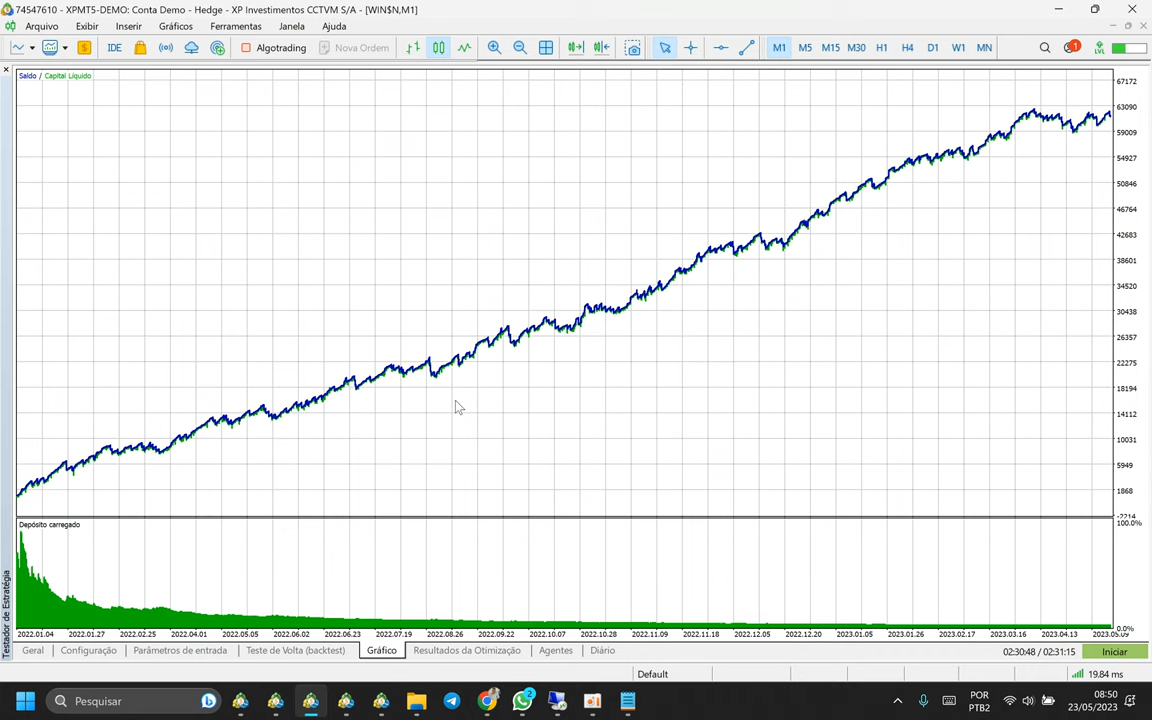 74547610 - XPMT5-DEMO: Conta Demo - Hedge - XP Investimentos CCTVM S/A - [WIN$N,M1]
Arquivo Exibir Inserir Gráficos Ferramentas Janela Ajuda
IDE Algotrading Nova Ordem M1 M5 M15 M30 H1 H4 D1 W1 MN 1 LVL
Saldo / Capital Líquido
67172
63090
59009
54927
50846
46764
42683
38601
34520
30438
26357
22275
18194
14112
10031
5949
1868
-2214
Depósito carregado
100.0%
0.0%
2022.01.04 2022.01.27 2022.02.25 2022.04.01 2022.05.05 2022.06.02 2022.06.23 2022.07.19 2022.08.26 2022.09.22 2022.10.07 2022.10.28 2022.11.09 2022.11.18 2022.12.05 2022.12.20 2023.01.05 2023.01.26 2023.02.17 2023.03.16 2023.04.13 2023.05.09
Testador de Estratégia
Geral Configuração Parâmetros de entrada Teste de Volta (backtest) Gráfico Resultados da Otimização Agentes Diário 02:30:48 / 02:31:15 Iniciar
Default 19.84 ms
Pesquisar 2 POR PTB2 08:50 23/05/2023